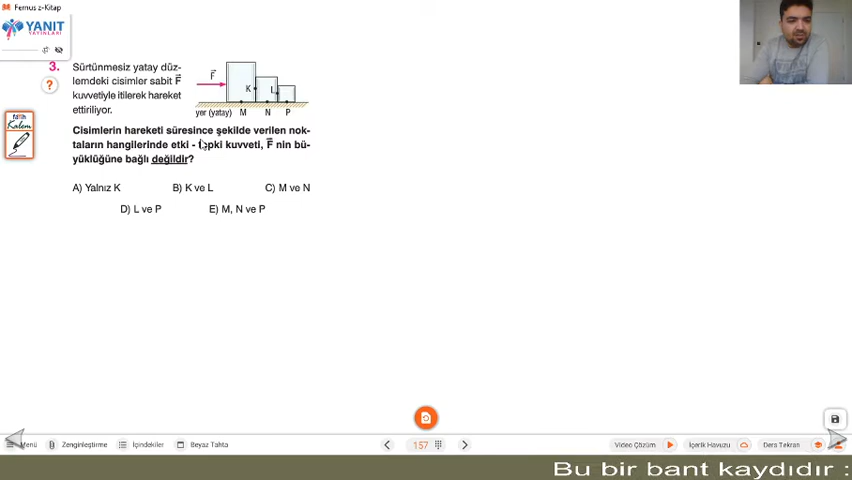 Fernus z-Kitap
YANIT
YAYINLARI
3.
Sürtünmesiz yatay düz-
lemdeki cisimler sabit F
kuvvetiyle itilerek hareket
ettiriliyor.
F
K
L
yer (yatay) M N P
?
fatih
Kalem
Cisimlerin hareketi süresince şekilde verilen nok-
taların hangilerinde etki - tepki kuvveti, F nin bü-
yüklüğüne bağlı değildir?
A) Yalnız K B) K ve L C) M ve N
D) L ve P E) M, N ve P
Menü Zenginleştirme İçindekiler Beyaz Tahta 157 Video Çözüm İçerik Havuzu Ders Tekrarı
Bu bir bant kaydıdır :